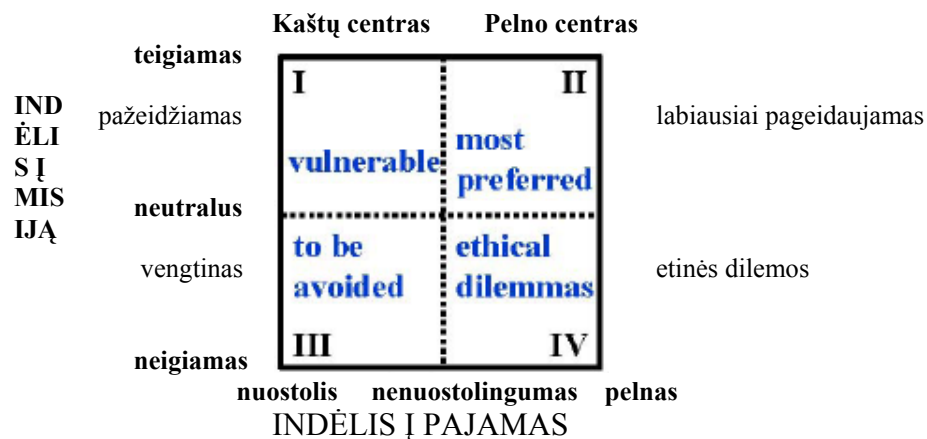 Kaštų centras Pelno centras
teigiamas
I II
IND
ĖLI
S Į
MIS
IJĄ
pažeidžiamas
labiausiai pageidaujamas
vulnerable
most
preferred
neutralus
vengtinas
to be
avoided
ethical
dilemmas
etinės dilemos
III IV
neigiamas
nuostolis nenuostolingumas pelnas
INDĖLIS Į PAJAMAS